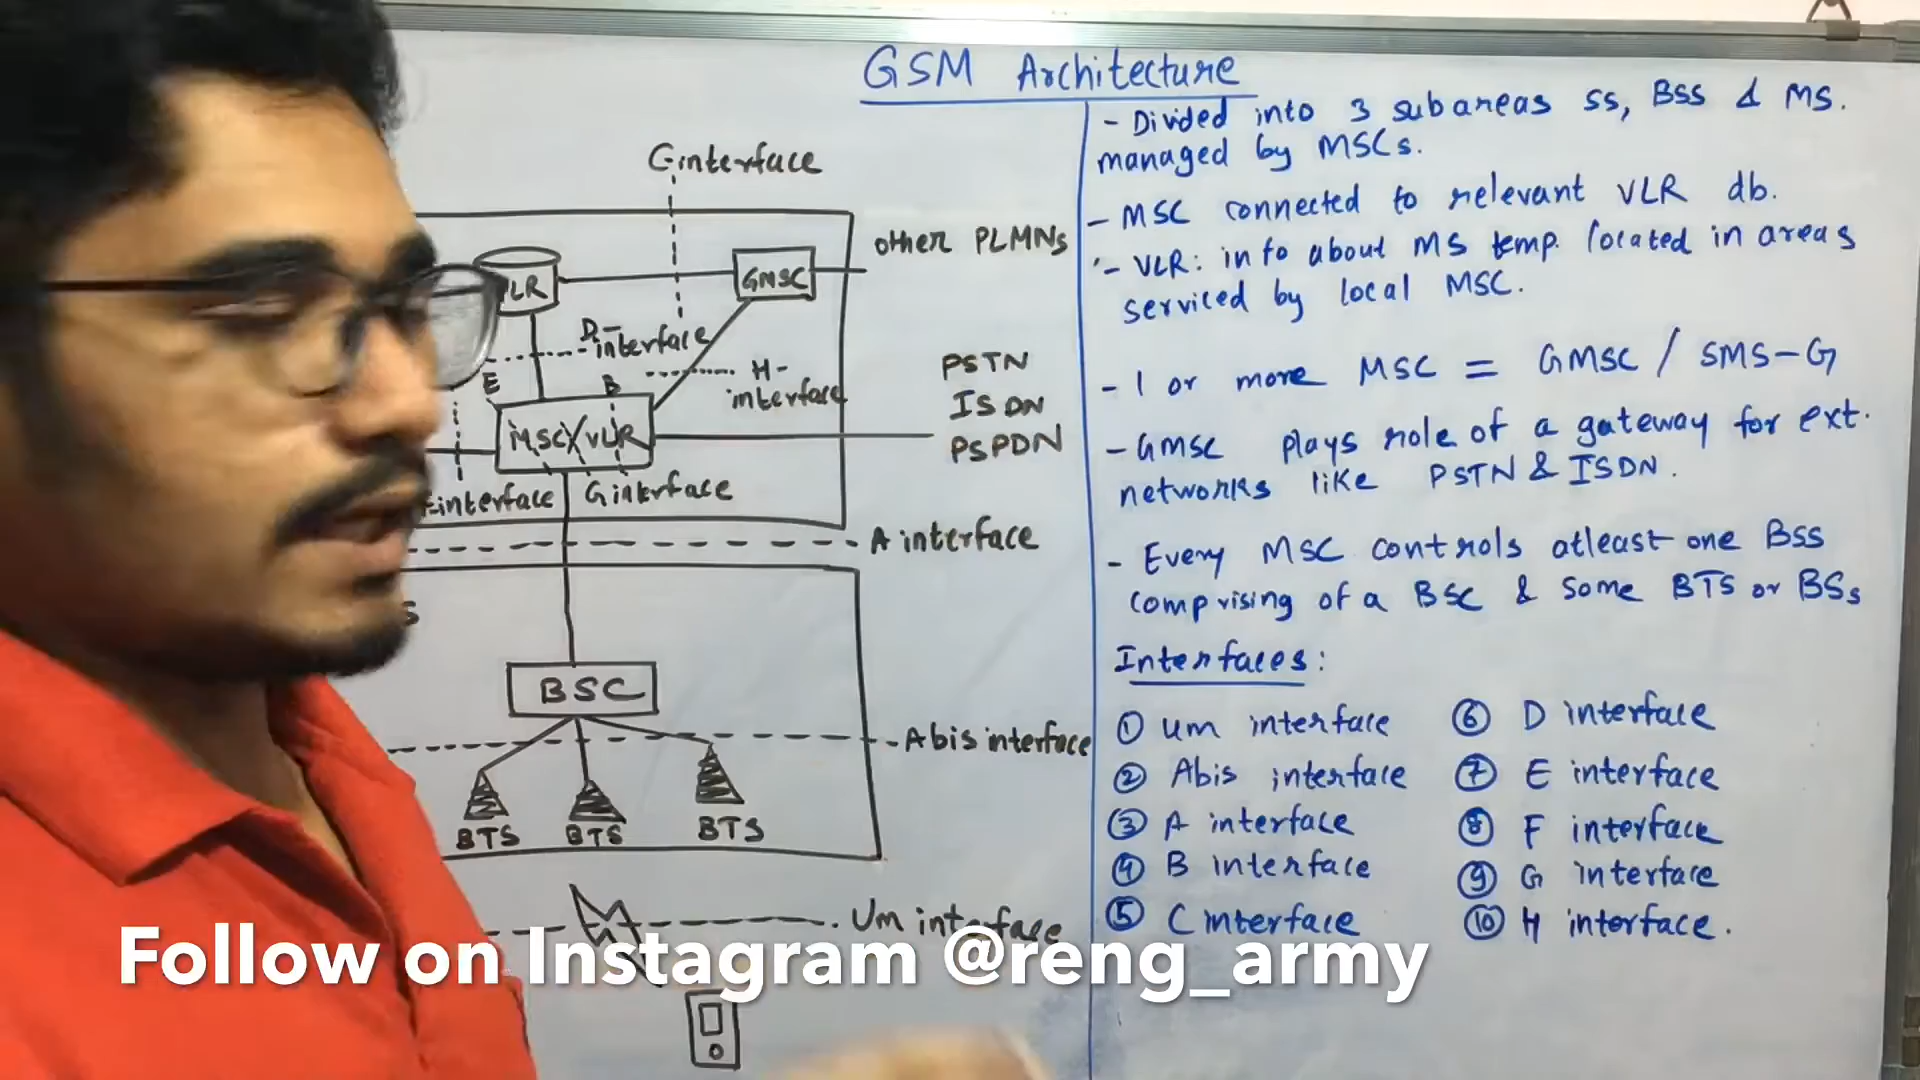 GSM Architecture
C interface
other PLMNs
LR
GMSC
D-
interface
H-
interface
E
B
PSTN
ISDN
PSPDN
MSC/VLR
interface
G interface
A interface
S
BSC
Abis interface
BTS
BTS
BTS
Um interface
- Divided into 3 subareas SS, BSS & MS.
managed by MSCs.
- MSC connected to relevant VLR db.
- VLR: info about MS temp. located in areas
serviced by local MSC.
- 1 or more MSC = GMSC / SMS-G
- GMSC plays role of a gateway for ext.
networks like PSTN & ISDN.
- Every MSC controls atleast one BSS
comprising of a BSC & some BTS or BSs
Interfaces:
① Um interface
② Abis interface
③ A interface
④ B interface
⑤ C interface
⑥ D interface
⑦ E interface
⑧ F interface
⑨ G interface
⑩ H interface.
Follow on Instagram @reng_army